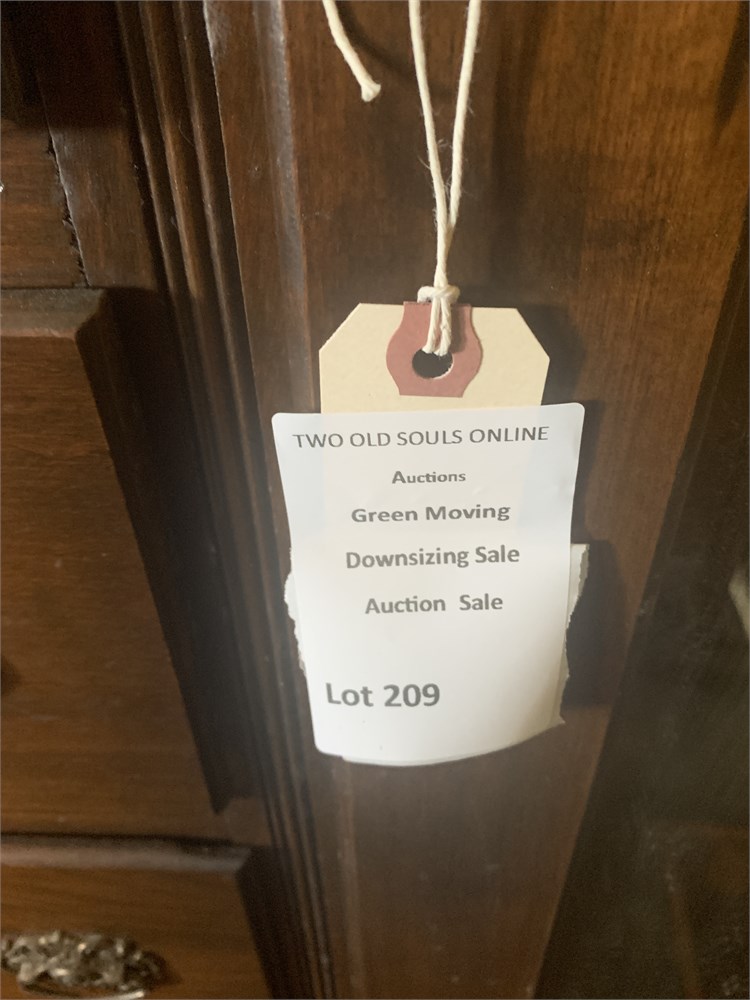 TWO OLD SOULS ONLINE
Auctions
Green Moving
Downsizing Sale
Auction Sale
Lot 209